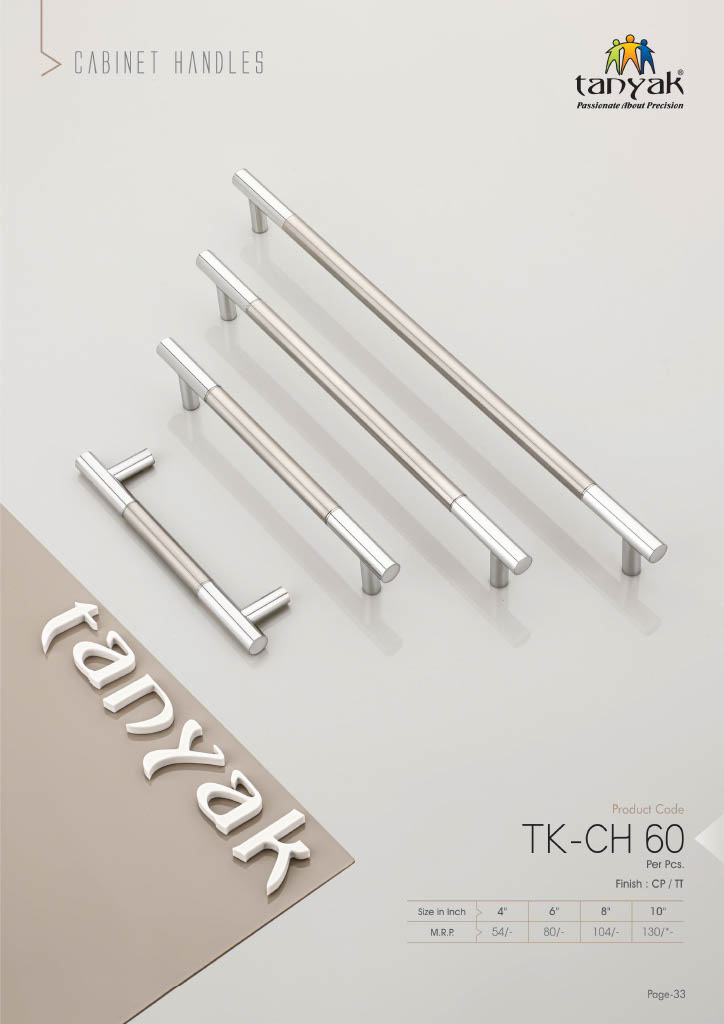 CABINET HANDLES
tanyak®
Passionate About Precision
tanyak
Product Code
TK-CH 60
Per Pcs.
Finish : CP / TT
Size in Inch 4" 6" 8" 10"
M.R.P. 54/- 80/- 104/- 130/*-
Page-33